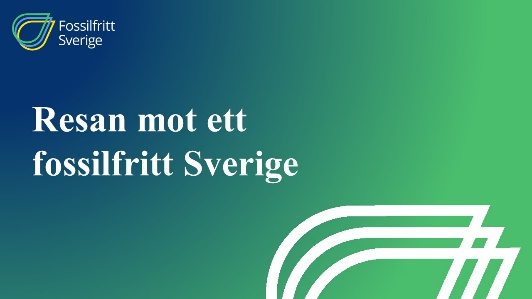 Fossilfritt
Sverige
Resan mot ett
fossilfritt Sverige